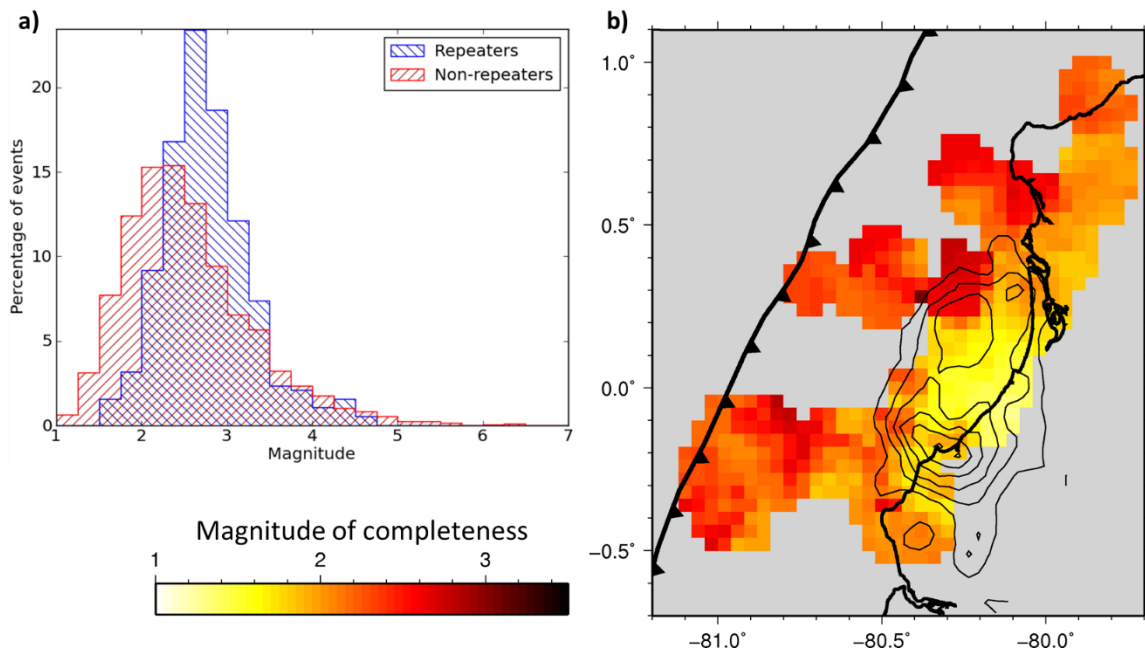 a)
Repeaters
Non-repeaters
Percentage of events
20
15
10
5
0
1 2 3 4 5 6 7
Magnitude
Magnitude of completeness
1 2 3
b)
1.0°
0.5°
0.0°
−0.5°
−81.0° −80.5° −80.0°